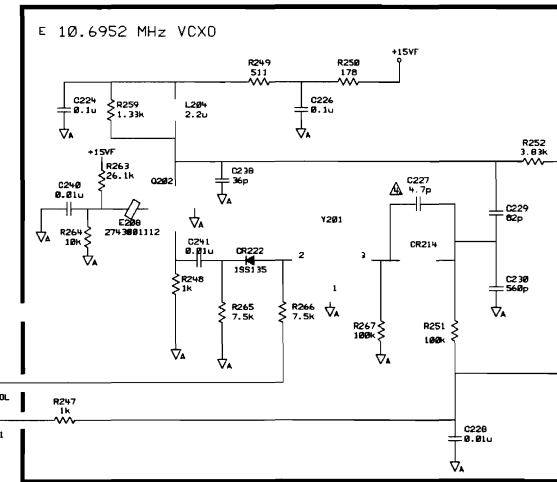 E 10.6952 MHz VCXO
+15VF
R249
511
R250
178
C224
0.1u
R259
1.33k
L204
2.2u
C226
0.1u
A
A
R252
3.83k
+15VF
R263
26.1k
C240
0.01u
Q202
C238
36p
A
4
C227
4.7p
C229
82p
A
R264
10k
A
E208
2743001112
A
Y201
CR214
C241
0.01u
CR222
1SS135
2
3
1
C230
560p
R248
1k
R265
7.5k
R266
7.5k
A
R267
100k
R251
100k
A
A
A
A
A
OL
R247
1k
1
C228
0.01u
A